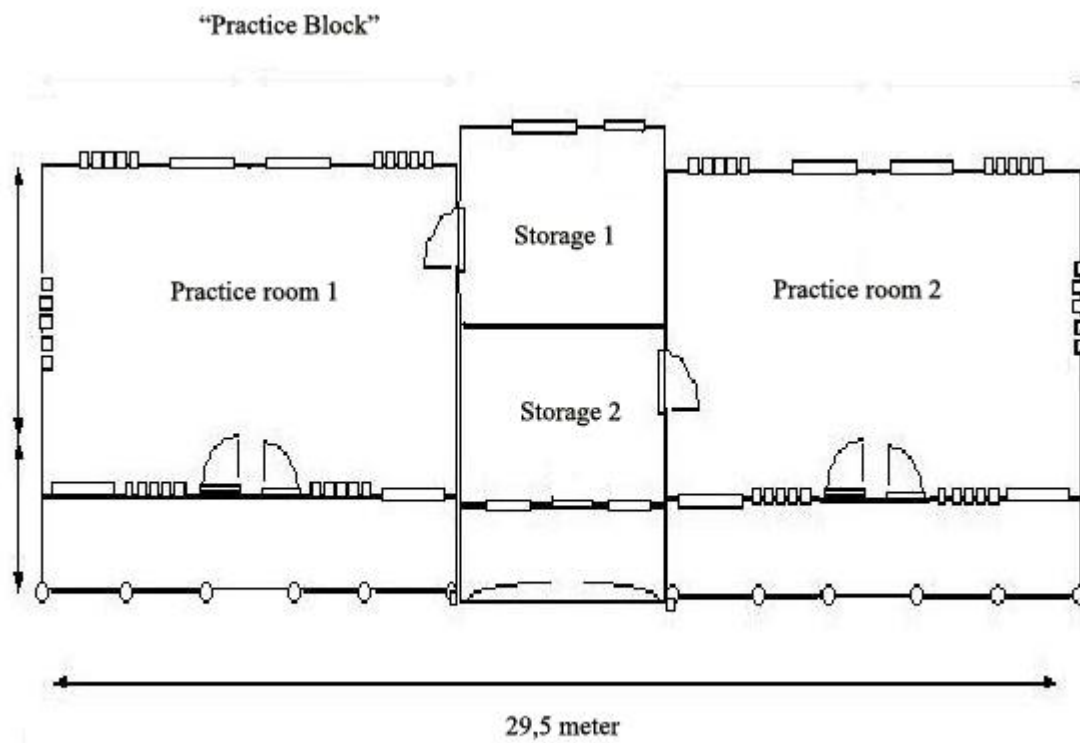 “Practice Block”
Storage 1
Practice room 1
Practice room 2
Storage 2
29,5 meter